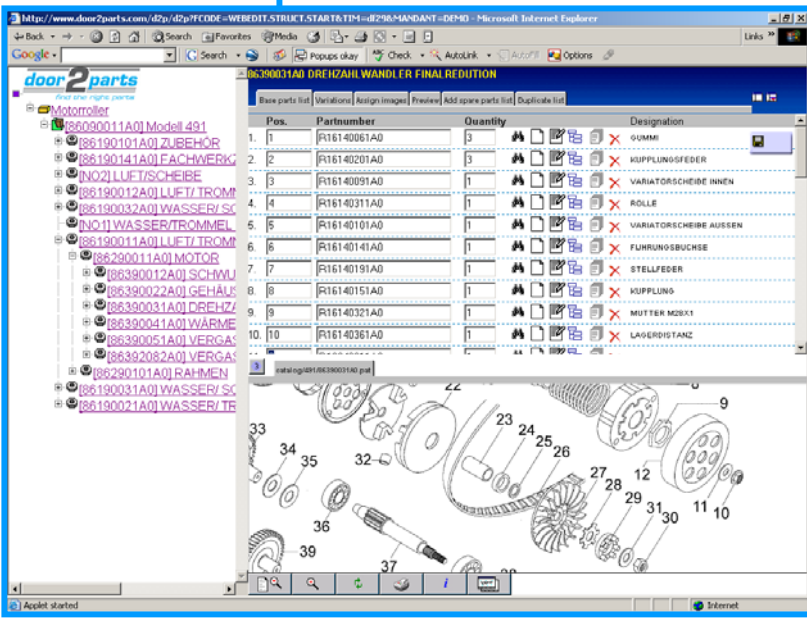 http://www.door2parts.com/d2p/d2p?FCODE=WEBEDIT.STRUCT.START&TIM=df29&MANDANT=DEMO - Microsoft Internet Explorer
Back Search Favorites Media Links
Google Search Popups okay Check AutoLink AutoFill Options
door 2 parts
find the right parts
Motorroller
[86090011A0] Modell 491
[86190101A0] ZUBEHÖR
[86190141A0] FACHWERKZ
[NO2] LUFT/SCHEIBE
[86190012A0] LUFT/ TROMM
[86190032A0] WASSER/ SC
[NO1] WASSER/TROMMEL
[86190011A0] LUFT/ TROMM
[86290011A0] MOTOR
[86390012A0] SCHWU
[86390022A0] GEHÄUS
[86390031A0] DREHZA
[86390041A0] WÄRME
[86390051A0] VERGAS
[86392082A0] VERGAS
[86290101A0] RAHMEN
[86190031A0] WASSER/ SC
[86190021A0] WASSER/ TR
86390031A0 DREHZAHLWANDLER FINALREDUTION
Base parts list Variations Assign images Preview Add spare parts list Duplicate list
Pos. Partnumber Quantity Designation
1. 1 R16140061A0 3 GUMMI
2. 2 R16140201A0 3 KUPPLUNGSFEDER
3. 3 R16140091A0 1 VARIATORSCHEIBE INNEN
4. 4 R16140311A0 1 ROLLE
5. 5 R16140101A0 1 VARIATORSCHEIBE AUSSEN
6. 6 R16140141A0 1 FUHRUNGSBUCHSE
7. 7 R16140191A0 1 STELLFEDER
8. 8 R16140151A0 1 KUPPLUNG
9. 9 R16140321A0 1 MUTTER M28X1
10. 10 R16140361A0 1 LAGERDISTANZ
3 catalog/491/86390031A0.pat
22
9
33
23
24
34
35
32
25
26
27
28
12
29
11
10
31
30
36
39
37
Applet started Internet